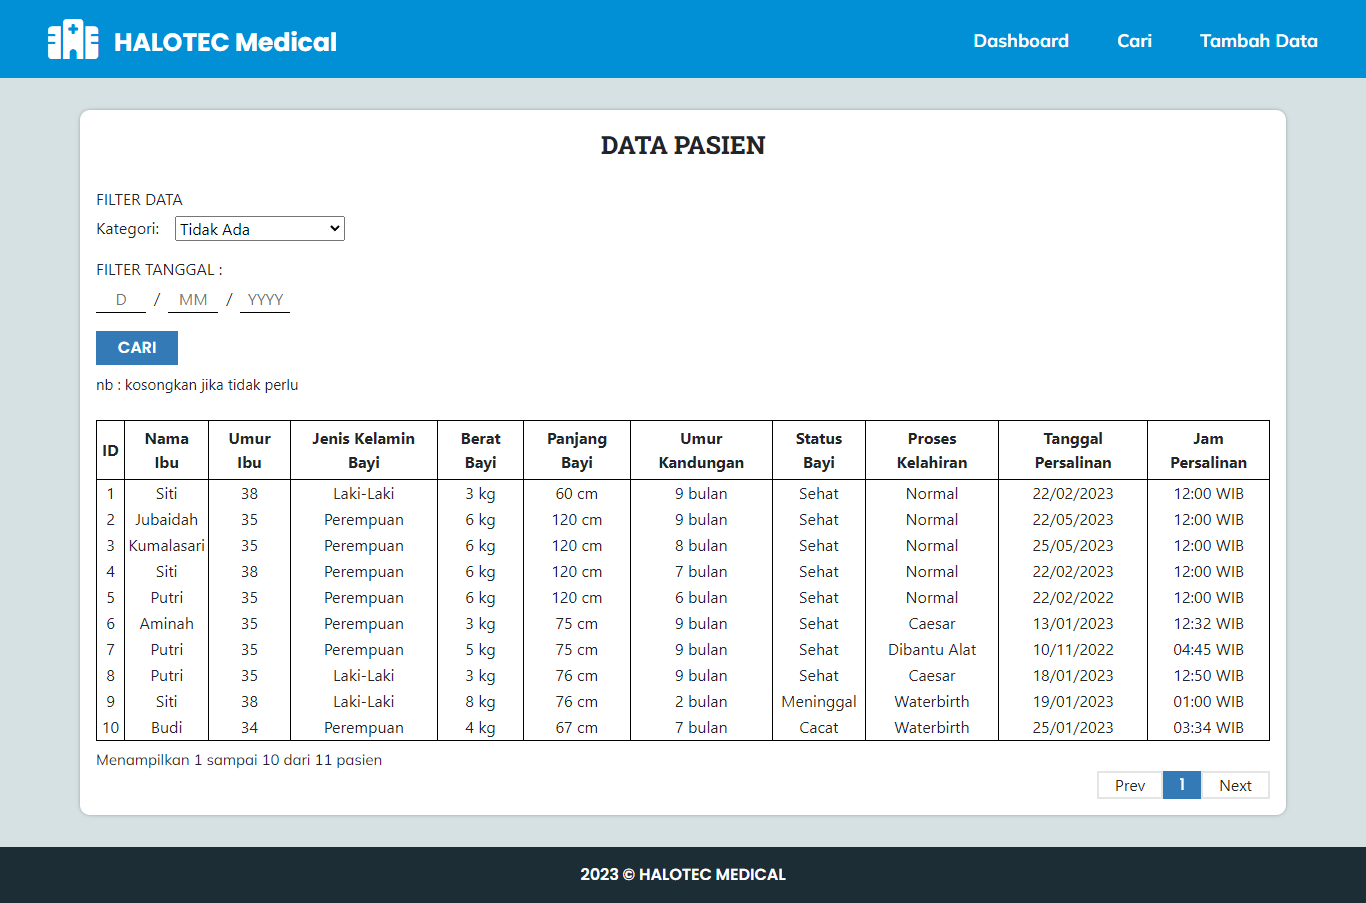 HALOTEC Medical
Dashboard Cari Tambah Data
DATA PASIEN
FILTER DATA
Kategori: Tidak Ada
FILTER TANGGAL :
D / MM / YYYY
CARI
nb : kosongkan jika tidak perlu
ID Nama Ibu Umur Ibu Jenis Kelamin Bayi Berat Bayi Panjang Bayi Umur Kandungan Status Bayi Proses Kelahiran Tanggal Persalinan Jam Persalinan
1 Siti 38 Laki-Laki 3 kg 60 cm 9 bulan Sehat Normal 22/02/2023 12:00 WIB
2 Jubaidah 35 Perempuan 6 kg 120 cm 9 bulan Sehat Normal 22/05/2023 12:00 WIB
3 Kumalasari 35 Perempuan 6 kg 120 cm 8 bulan Sehat Normal 25/05/2023 12:00 WIB
4 Siti 38 Perempuan 6 kg 120 cm 7 bulan Sehat Normal 22/02/2023 12:00 WIB
5 Putri 35 Perempuan 6 kg 120 cm 6 bulan Sehat Normal 22/02/2022 12:00 WIB
6 Aminah 35 Perempuan 3 kg 75 cm 9 bulan Sehat Caesar 13/01/2023 12:32 WIB
7 Putri 35 Perempuan 5 kg 75 cm 9 bulan Sehat Dibantu Alat 10/11/2022 04:45 WIB
8 Putri 35 Laki-Laki 3 kg 76 cm 9 bulan Sehat Caesar 18/01/2023 12:50 WIB
9 Siti 38 Laki-Laki 8 kg 76 cm 2 bulan Meninggal Waterbirth 19/01/2023 01:00 WIB
10 Budi 34 Perempuan 4 kg 67 cm 7 bulan Cacat Waterbirth 25/01/2023 03:34 WIB
Menampilkan 1 sampai 10 dari 11 pasien
Prev 1 Next
2023 © HALOTEC MEDICAL